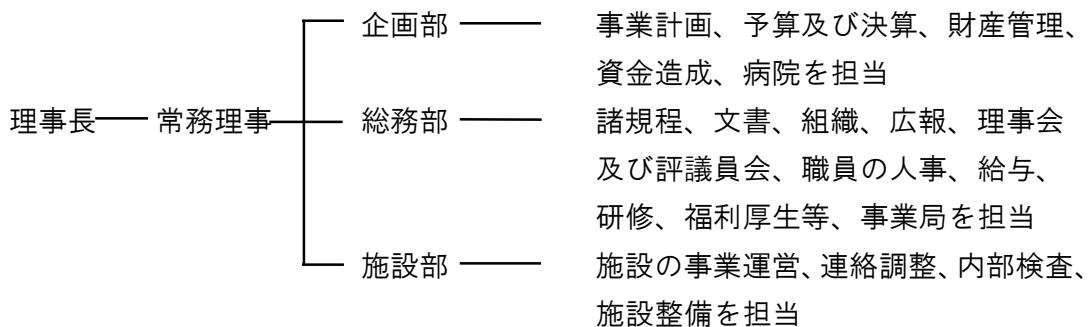 企画部 事業計画、予算及び決算、財産管理、
資金造成、病院を担当
理事長 常務理事 総務部 諸規程、文書、組織、広報、理事会
及び評議員会、職員の人事、給与、
研修、福利厚生等、事業局を担当
施設部 施設の事業運営、連絡調整、内部検査、
施設整備を担当